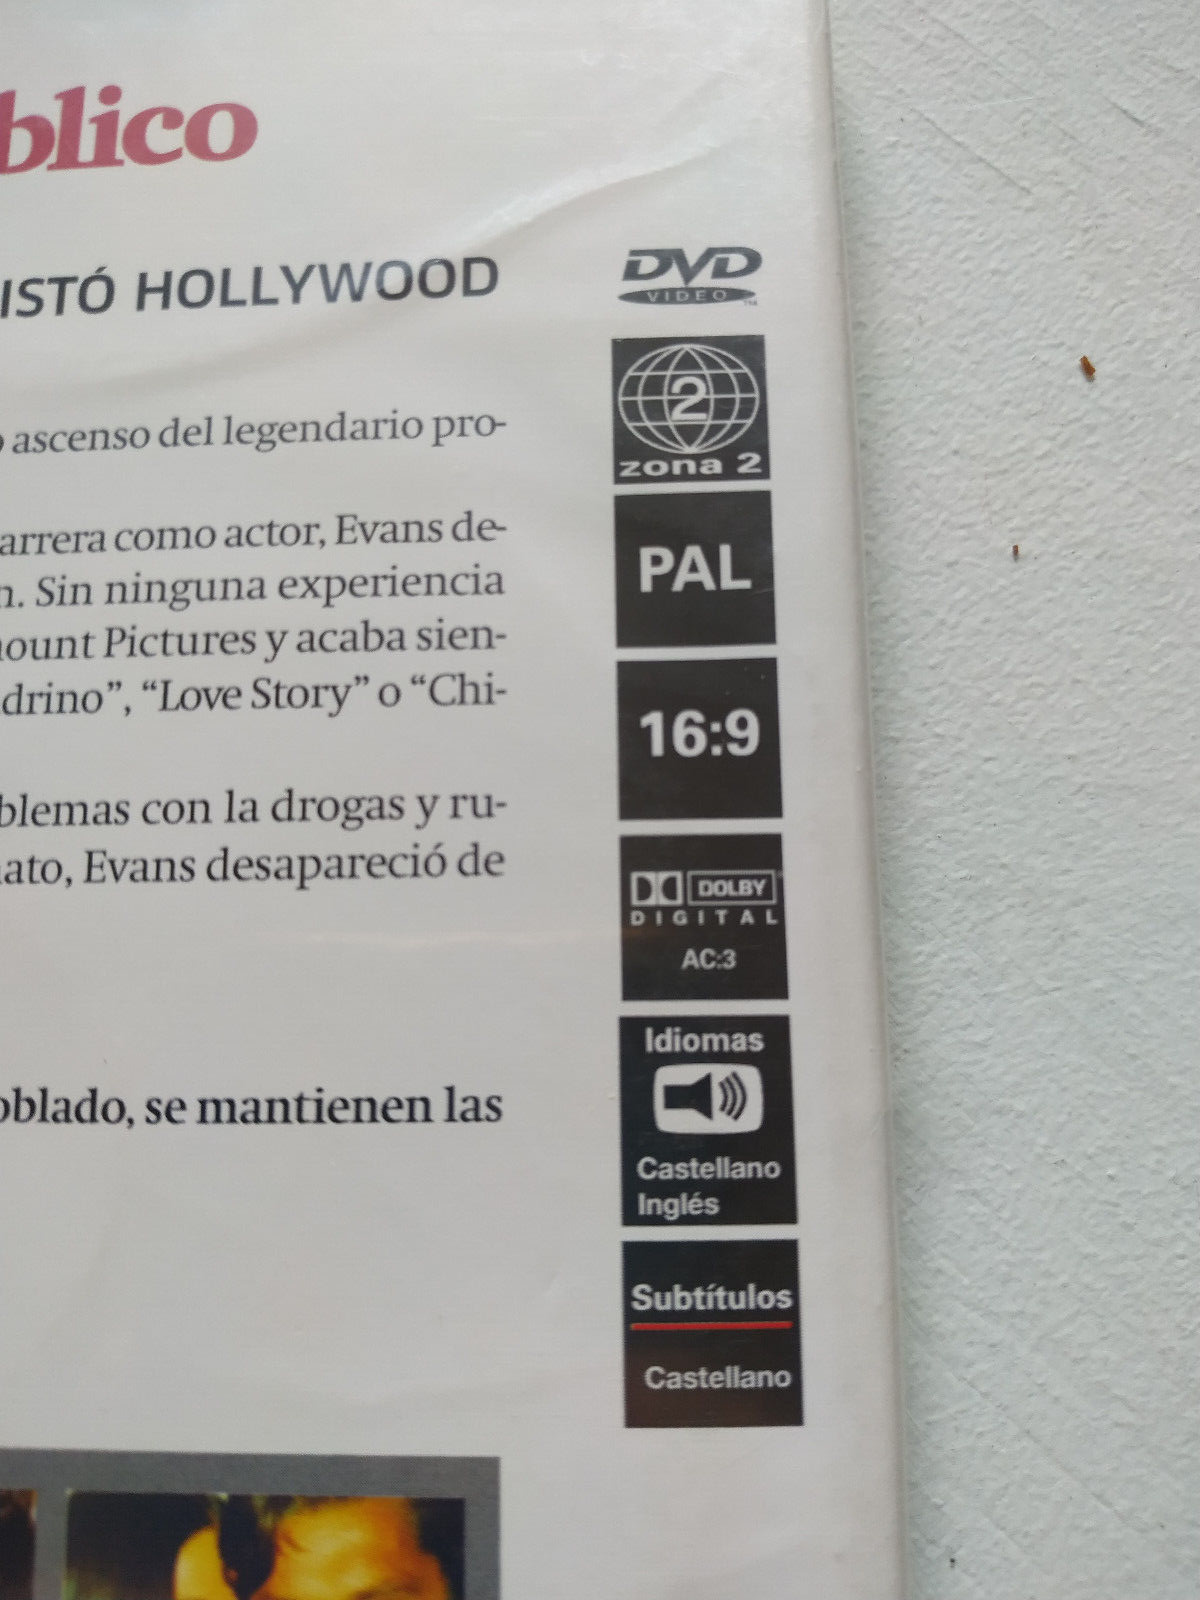 blico
ISTÓ HOLLYWOOD
ascenso del legendario pro-
arrera como actor, Evans de-
n. Sin ninguna experiencia
ount Pictures y acaba sien-
drino”, “Love Story” o “Chi-
blemas con la drogas y ru-
ato, Evans desapareció de
oblado, se mantienen las
DVD
VIDEO
TM
2
zona 2
PAL
16:9
DOLBY
DIGITAL
AC:3
Idiomas
Castellano
Inglés
Subtítulos
Castellano